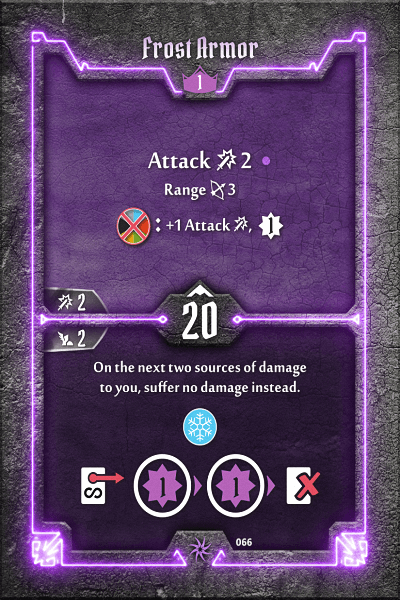 Frost Armor
1
Attack 2
Range 3
: +1 Attack , 1
2
20
2
On the next two sources of damage
to you, suffer no damage instead.
1 1
066